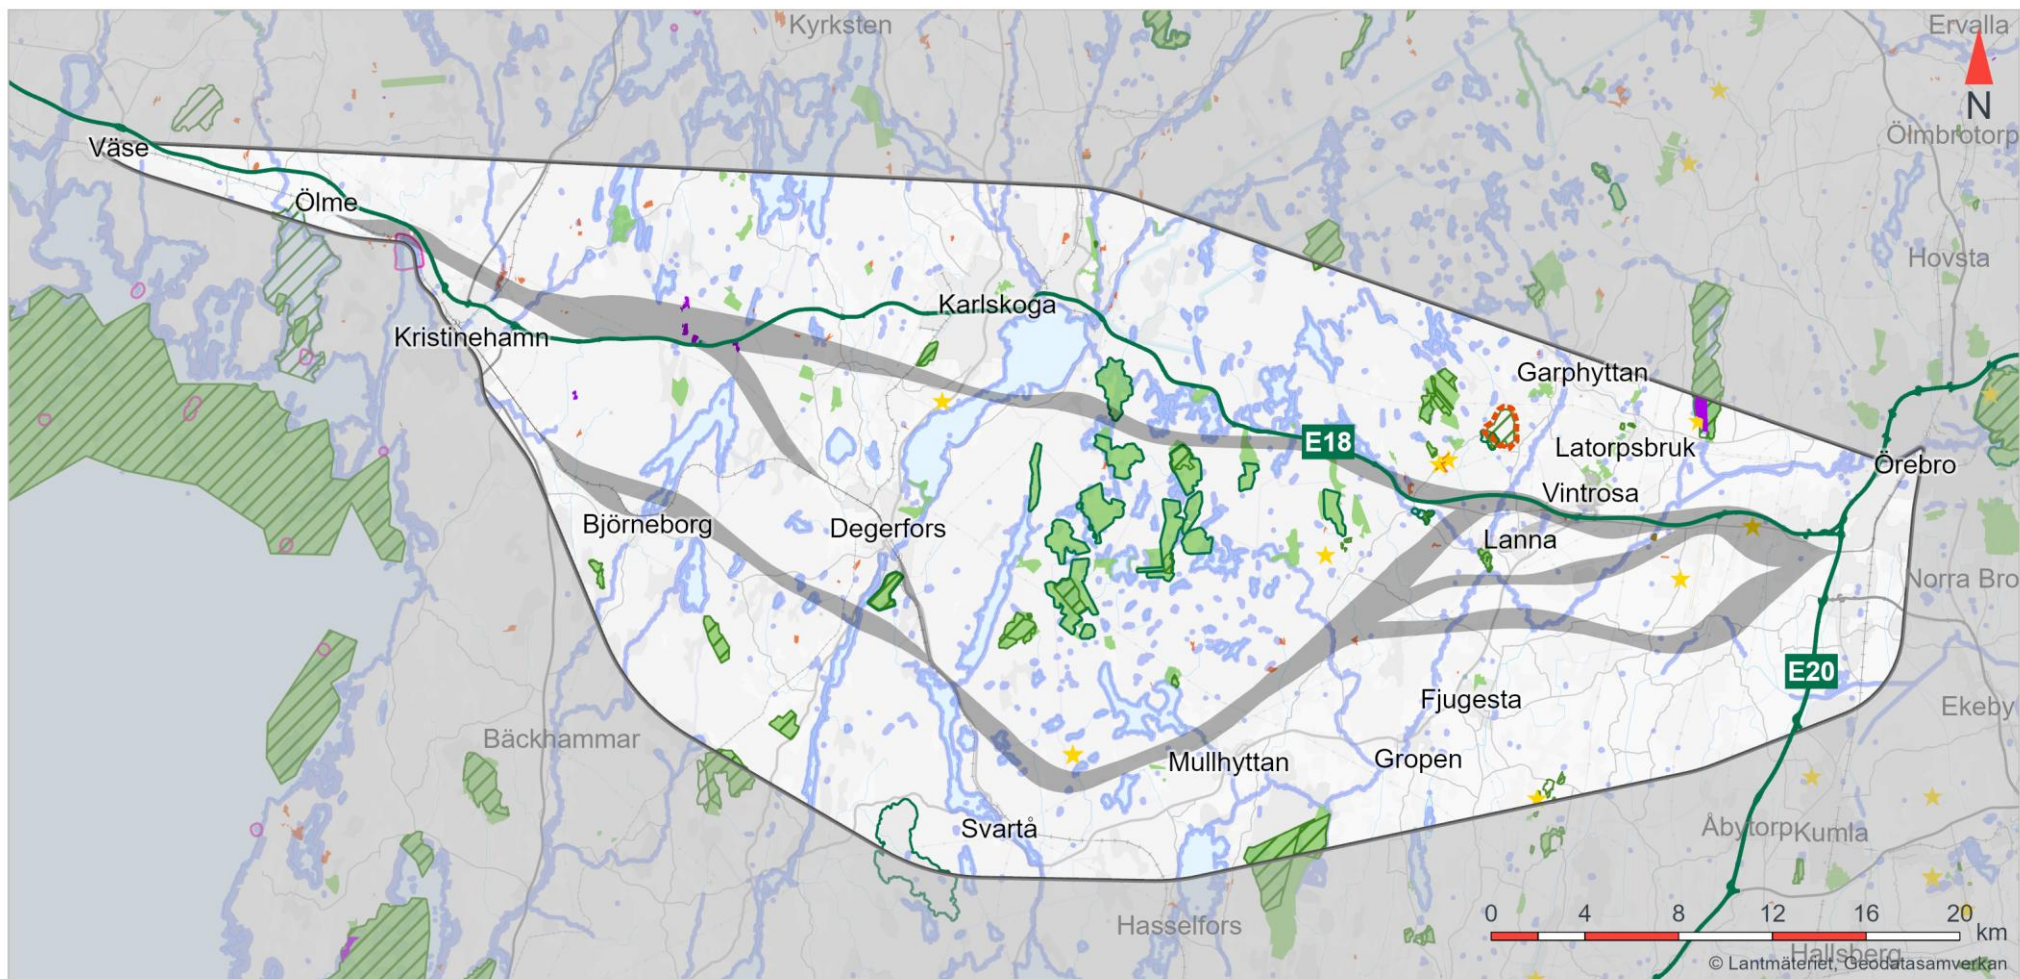 Kyrksten
Ervalla
N
Ölmbrotorp
Väse
Ölme
Hovsta
Karlskoga
Kristinehamn
Garphyttan
E18
Latorpsbruk
Örebro
Vintrosa
Björneborg
Degerfors
Lanna
Norra Bro
E20
Fjugesta
Ekeby
Bäckhammar
Mullhyttan
Gropen
Svartå
Åbytorp
Kumla
Hasselfors
0 4 8 12 16 20
km
Hallsberg
© Lantmäteriet, Geodatasamverkan